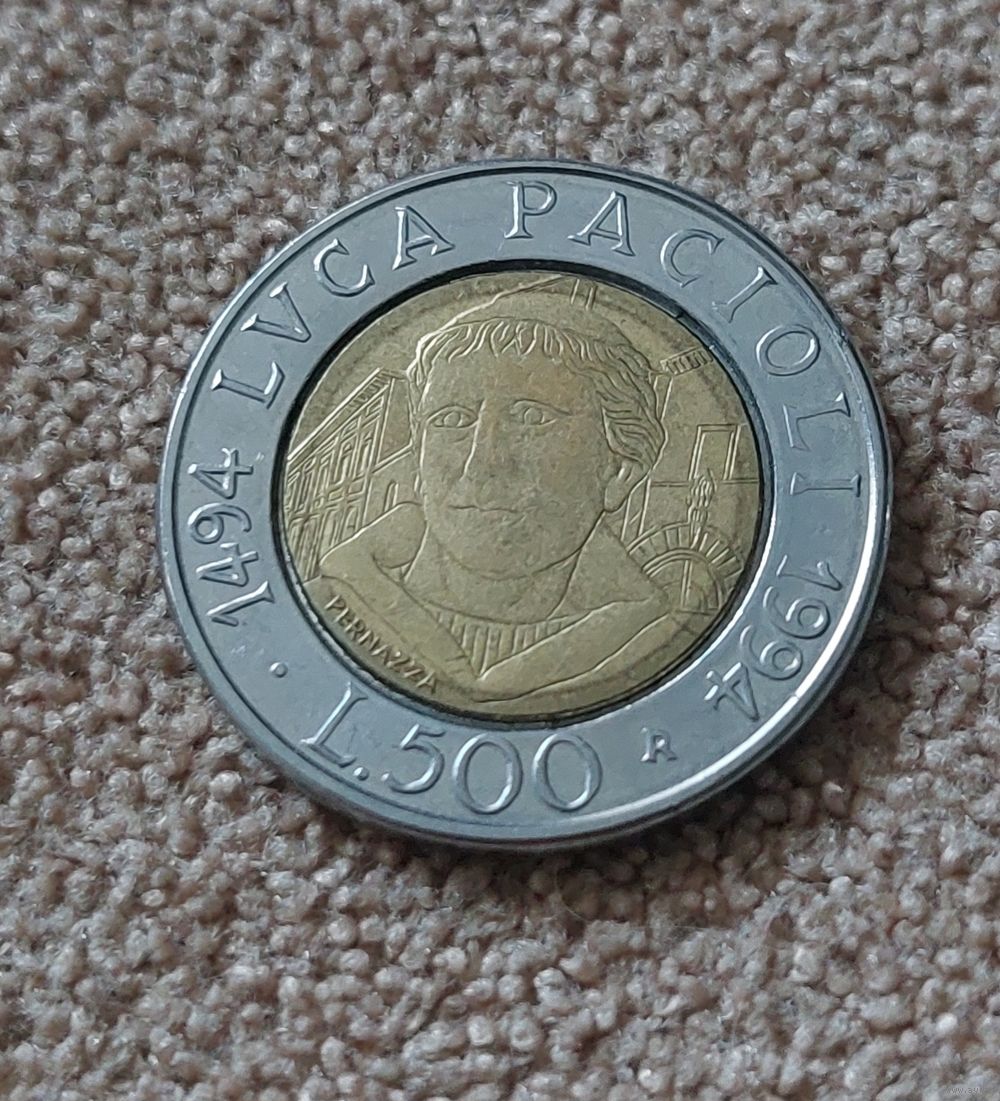 1494 LVCA PACIOLI 1994
PERNAZZA
L.500 R